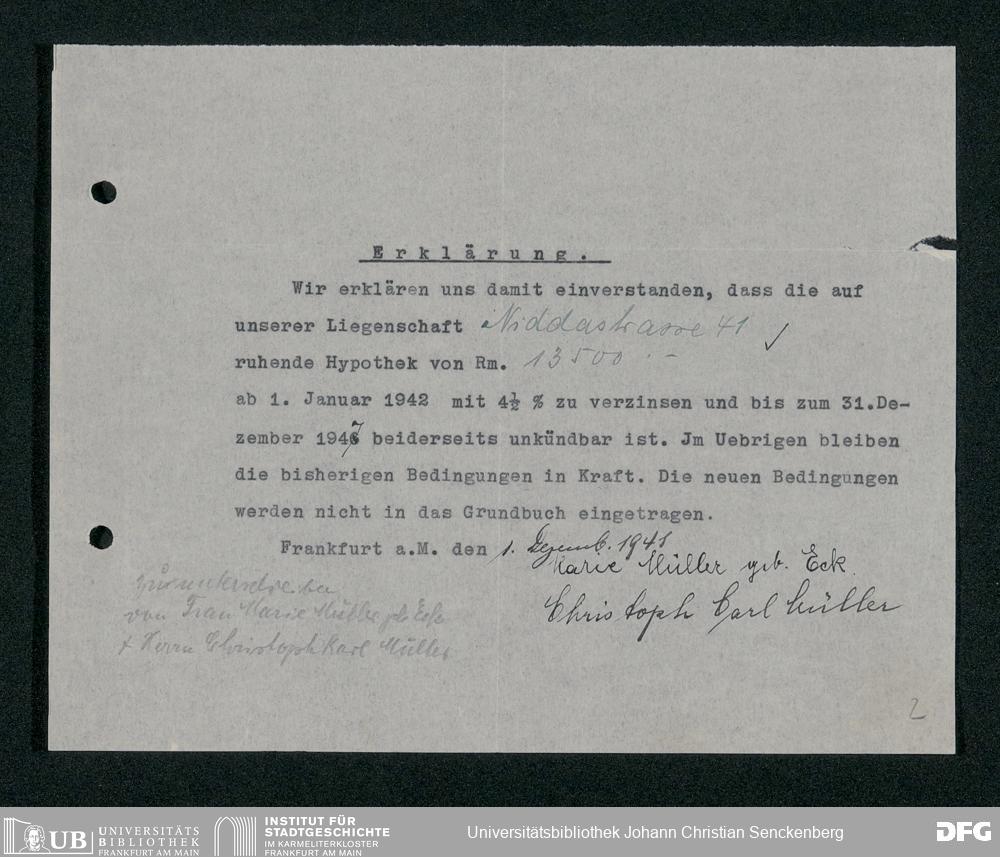 Erklärung.
Wir erklären uns damit einverstanden, dass die auf
unserer Liegenschaft Niddastrasse 41 ✓
ruhende Hypothek von Rm. 13500.-
ab 1. Januar 1942 mit 4½ % zu verzinsen und bis zum 31.De-
zember 1947 beiderseits unkündbar ist. Jm Uebrigen bleiben
die bisherigen Bedingungen in Kraft. Die neuen Bedingungen
werden nicht in das Grundbuch eingetragen.
Frankfurt a.M. den 1. Dezemb. 1941
Marie Müller geb. Eck.
Christoph Carl Müller
von Frau Marie Müller geb Eck
+ Herrn Christoph Karl Müller
2
UB UNIVERSITÄTS
BIBLIOTHEK
FRANKFURT AM MAIN
INSTITUT FÜR
STADTGESCHICHTE
IM KARMELITERKLOSTER
FRANKFURT AM MAIN
Universitätsbibliothek Johann Christian Senckenberg
DFG